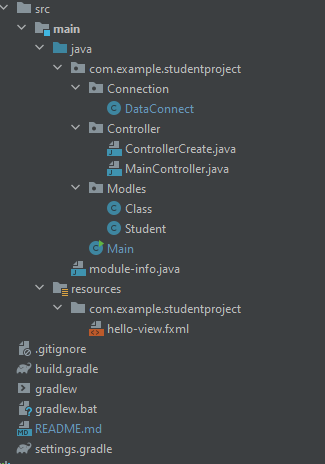 src
main
java
com.example.studentproject
Connection
DataConnect
Controller
ControllerCreate.java
MainController.java
Modles
Class
Student
Main
module-info.java
resources
com.example.studentproject
hello-view.fxml
.gitignore
build.gradle
gradlew
gradlew.bat
README.md
settings.gradle